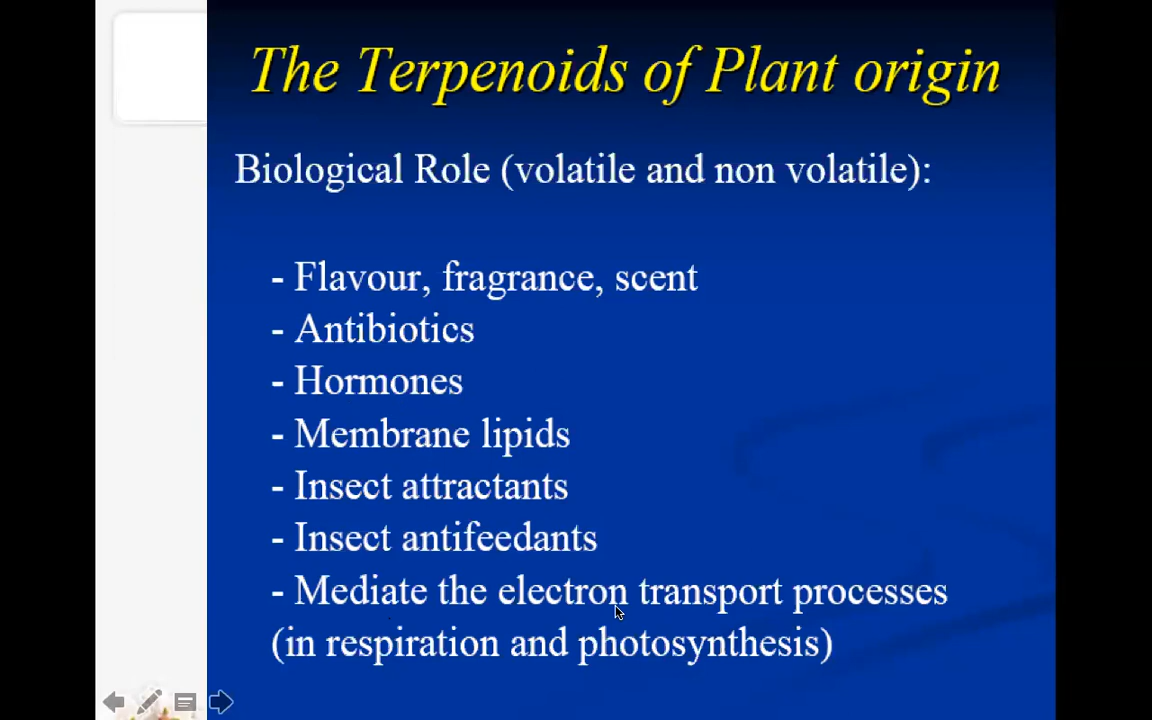 The Terpenoids of Plant origin
Biological Role (volatile and non volatile):
- Flavour, fragrance, scent
- Antibiotics
- Hormones
- Membrane lipids
- Insect attractants
- Insect antifeedants
- Mediate the electron transport processes
(in respiration and photosynthesis)